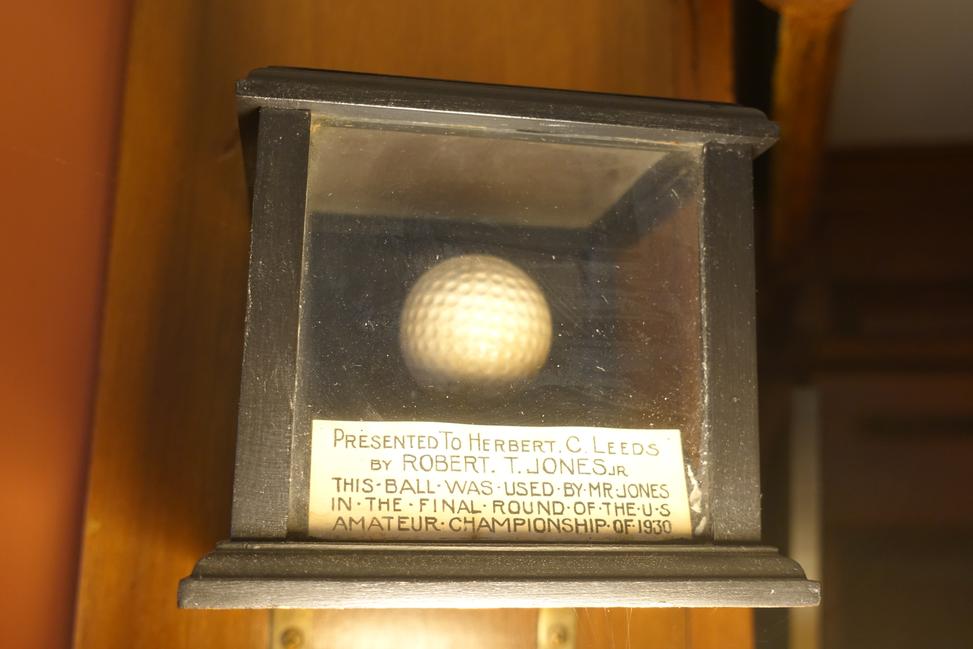 PRESENTED TO HERBERT. C. LEEDS
BY ROBERT. T. JONES JR
THIS·BALL·WAS·USED·BY·MR·JONES
IN·THE·FINAL·ROUND·OF·THE·U·S
AMATEUR·CHAMPIONSHIP·OF·1930